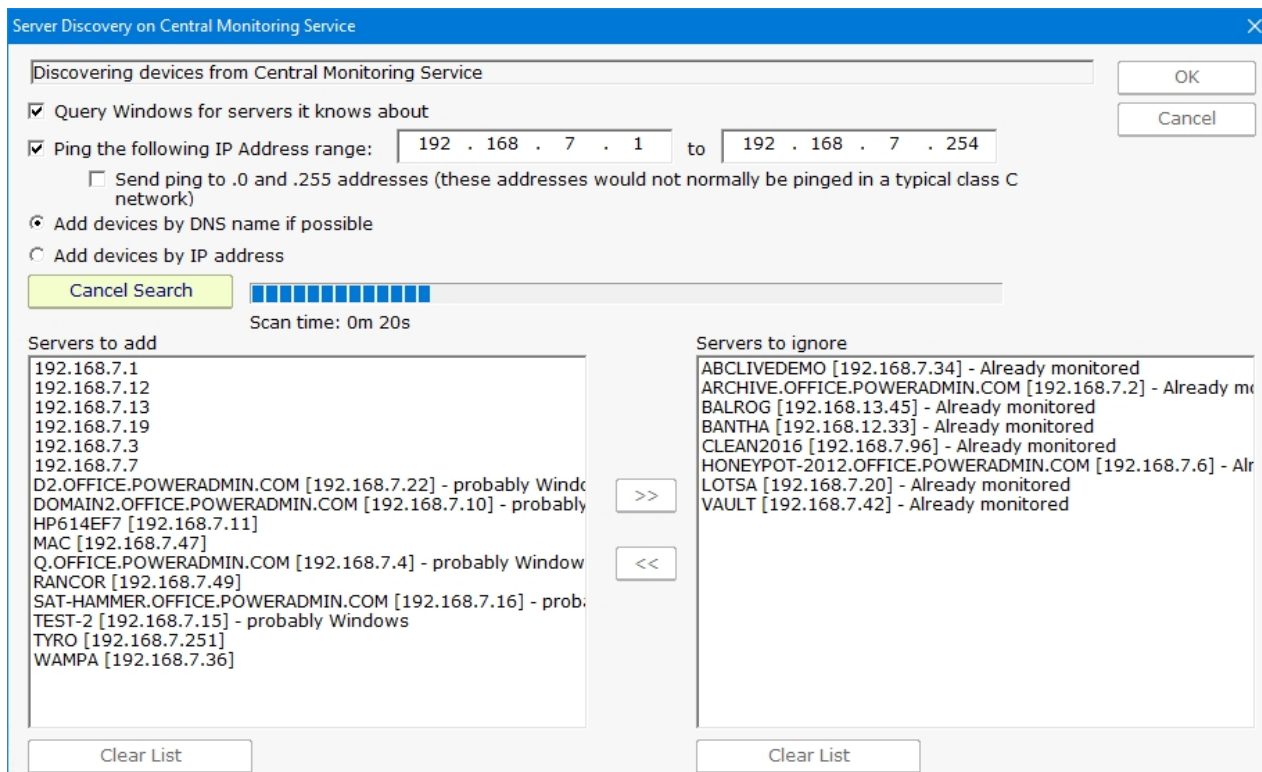 Server Discovery on Central Monitoring Service
Discovering devices from Central Monitoring Service
OK
Query Windows for servers it knows about
Cancel
Ping the following IP Address range: 192 . 168 . 7 . 1 to 192 . 168 . 7 . 254
Send ping to .0 and .255 addresses (these addresses would not normally be pinged in a typical class C
network)
Add devices by DNS name if possible
Add devices by IP address
Cancel Search
Scan time: 0m 20s
Servers to add
192.168.7.1
192.168.7.12
192.168.7.13
192.168.7.19
192.168.7.3
192.168.7.7
D2.OFFICE.POWERADMIN.COM [192.168.7.22] - probably Windo
DOMAIN2.OFFICE.POWERADMIN.COM [192.168.7.10] - probably
HP614EF7 [192.168.7.11]
MAC [192.168.7.47]
Q.OFFICE.POWERADMIN.COM [192.168.7.4] - probably Window
RANCOR [192.168.7.49]
SAT-HAMMER.OFFICE.POWERADMIN.COM [192.168.7.16] - proba
TEST-2 [192.168.7.15] - probably Windows
TYRO [192.168.7.251]
WAMPA [192.168.7.36]
Clear List
>>
<<
Servers to ignore
ABCLIVEDEMO [192.168.7.34] - Already monitored
ARCHIVE.OFFICE.POWERADMIN.COM [192.168.7.2] - Already mo
BALROG [192.168.13.45] - Already monitored
BANTHA [192.168.12.33] - Already monitored
CLEAN2016 [192.168.7.96] - Already monitored
HONEYPOT-2012.OFFICE.POWERADMIN.COM [192.168.7.6] - Alr
LOTSA [192.168.7.20] - Already monitored
VAULT [192.168.7.42] - Already monitored
Clear List